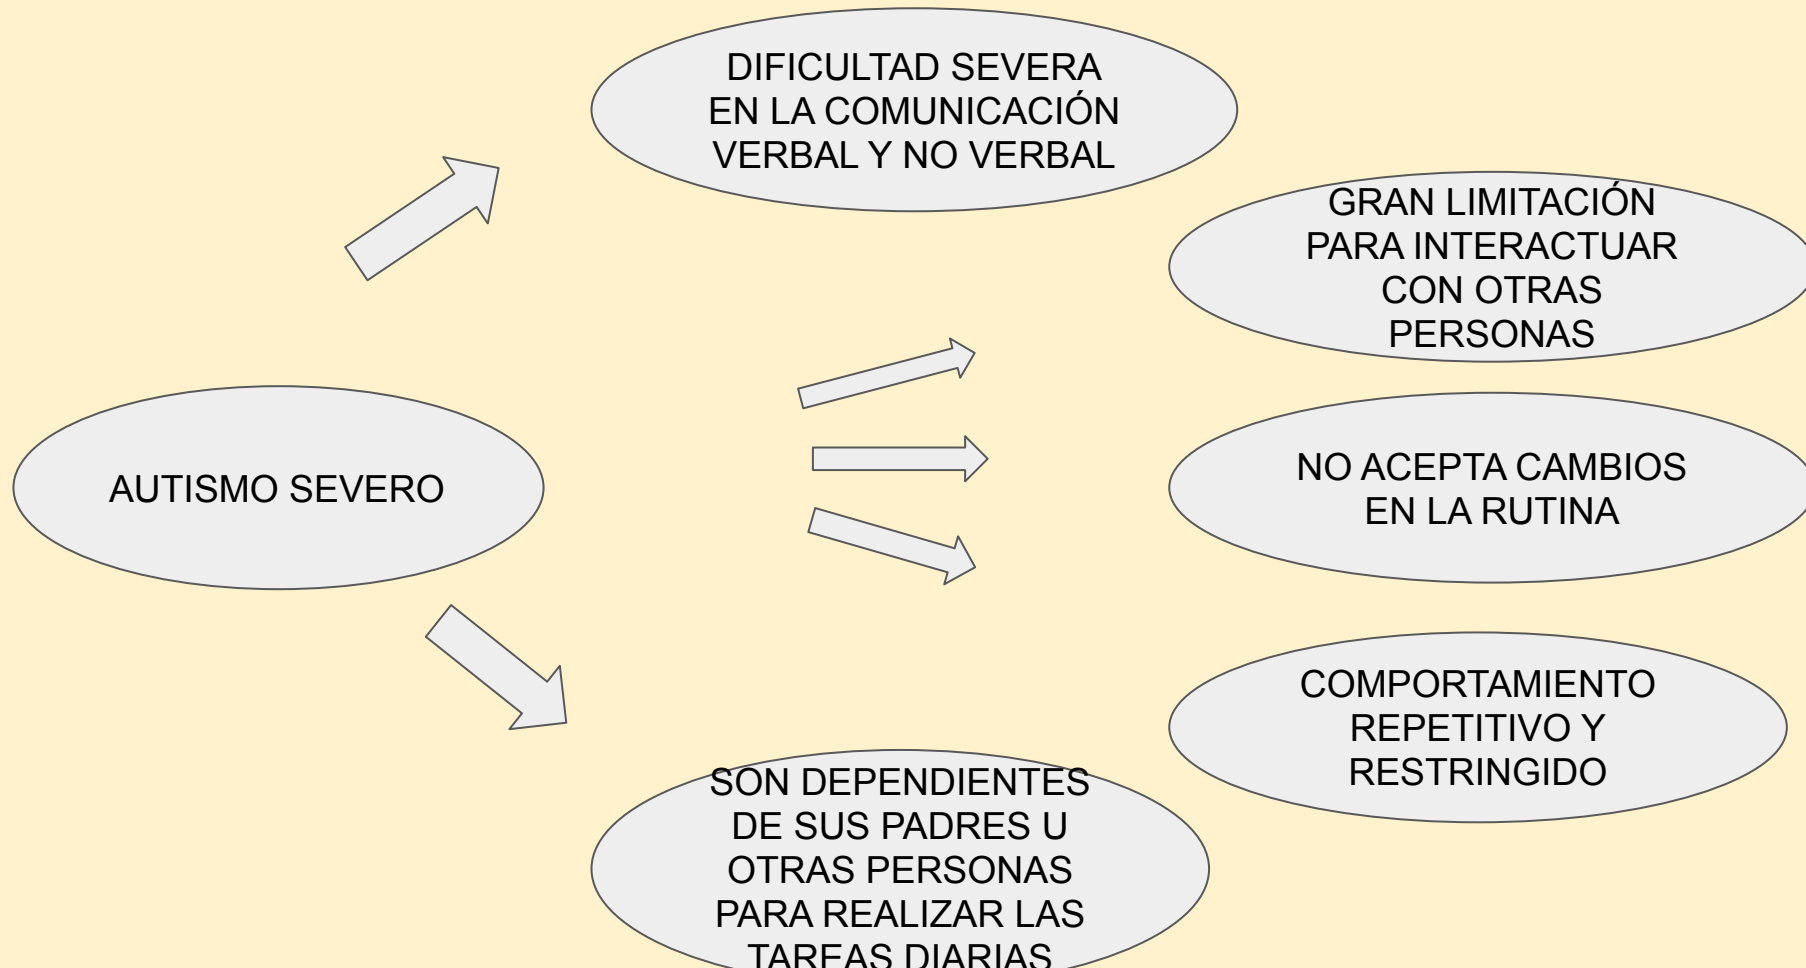 DIFICULTAD SEVERA
EN LA COMUNICACIÓN
VERBAL Y NO VERBAL
GRAN LIMITACIÓN
PARA INTERACTUAR
CON OTRAS
PERSONAS
AUTISMO SEVERO
NO ACEPTA CAMBIOS
EN LA RUTINA
COMPORTAMIENTO
REPETITIVO Y
RESTRINGIDO
SON DEPENDIENTES
DE SUS PADRES U
OTRAS PERSONAS
PARA REALIZAR LAS
TAREAS DIARIAS